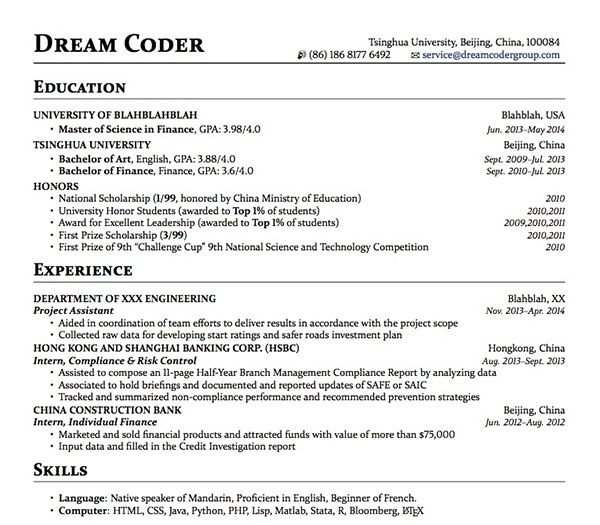 DREAM CODER
Tsinghua University, Beijing, China, 100084
(86) 186 8177 6492 service@dreamcodergroup.com
EDUCATION
UNIVERSITY OF BLAHBLAHBLAH Blahblah, USA
• Master of Science in Finance, GPA: 3.98/4.0 Jun. 2013–May 2014
TSINGHUA UNIVERSITY Beijing, China
• Bachelor of Art, English, GPA: 3.88/4.0 Sept. 2009–Jul. 2013
• Bachelor of Finance, Finance, GPA: 3.6/4.0 Sept. 2010–Jul. 2013
HONORS
• National Scholarship (1/99, honored by China Ministry of Education) 2010
• University Honor Students (awarded to Top 1% of students) 2010,2011
• Award for Excellent Leadership (awarded to Top 1% of students) 2009,2010,2011
• First Prize Scholarship (3/99) 2010,2011
• First Prize of 9th "Challenge Cup" 9th National Science and Technology Competition 2010
EXPERIENCE
DEPARTMENT OF XXX ENGINEERING Blahblah, XX
Project Assistant Nov. 2013–Apr. 2014
• Aided in coordination of team efforts to deliver results in accordance with the project scope
• Collected raw data for developing start ratings and safer roads investment plan
HONG KONG AND SHANGHAI BANKING CORP. (HSBC) Hongkong, China
Intern, Compliance & Risk Control Aug. 2013–Sept. 2013
• Assisted to compose an 11-page Half-Year Branch Management Compliance Report by analyzing data
• Associated to hold briefings and documented and reported updates of SAFE or SAIC
• Tracked and summarized non-compliance performance and recommended prevention strategies
CHINA CONSTRUCTION BANK Beijing, China
Intern, Individual Finance Jun. 2012–Aug. 2012
• Marketed and sold financial products and attracted funds with value of more than $75,000
• Input data and filled in the Credit Investigation report
SKILLS
• Language: Native speaker of Mandarin, Proficient in English, Beginner of French.
• Computer: HTML, CSS, Java, Python, PHP, Lisp, Matlab, Stata, R, Bloomberg, LATEX